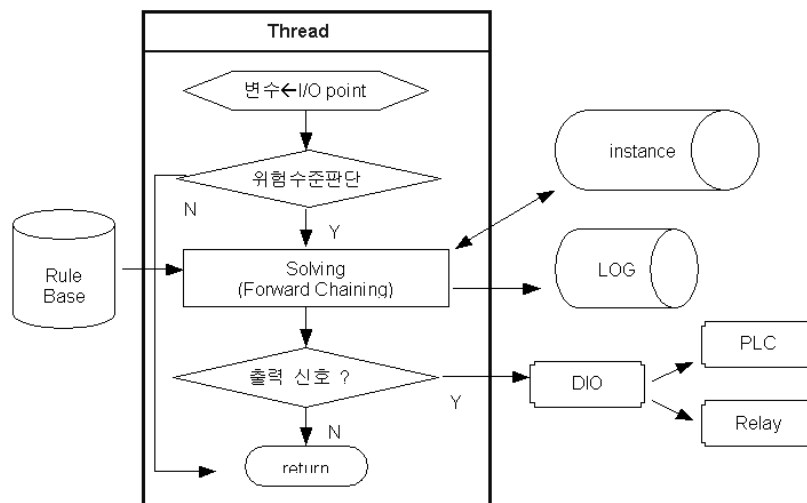 Thread
변수←I/O point
위험수준판단
N
Y
instance
Rule
Base
Solving
(Forward Chaining)
LOG
출력 신호 ?
Y
N
DIO
PLC
Relay
return